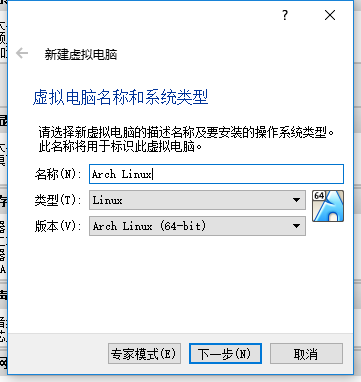 ?
新建虚拟电脑
虚拟电脑名称和系统类型
请选择新虚拟电脑的描述名称及要安装的操作系统类型。
此名称将用于标识此虚拟电脑。
名称(N): Arch Linux
类型(T): Linux
64
版本(V): Arch Linux (64-bit)
专家模式(E) 下一步(N) 取消